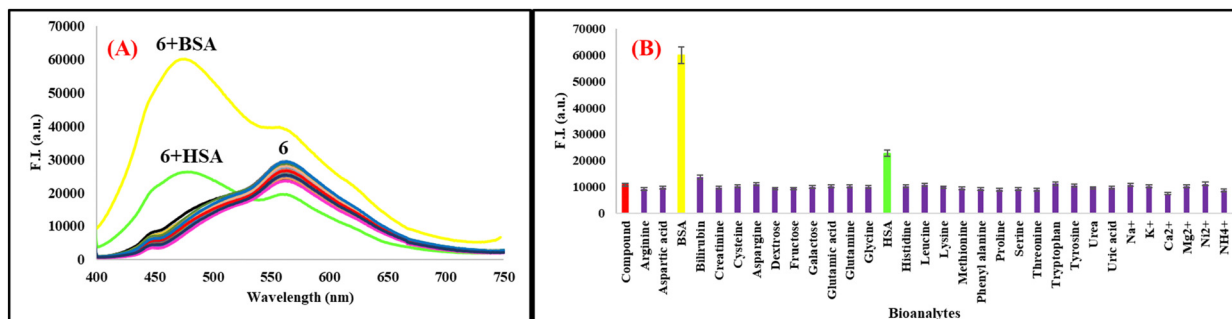 (A)
6+BSA
6+HSA
6
F.I. (a.u.)
70000
60000
50000
40000
30000
20000
10000
0
400 450 500 550 600 650 700 750
Wavelength (nm)
(B)
F.I. (a.u.)
70000
60000
50000
40000
30000
20000
10000
0
Compound
Arginine
Aspartic acid
BSA
Bilirubin
Creatinine
Cysteine
Aspargine
Dextrose
Fructose
Galactose
Glutamic acid
Glutamine
Glycine
HSA
Histidine
Leucine
Lysine
Methionine
Phenyl alanine
Proline
Serine
Threonine
Tryptophan
Tyrosine
Urea
Uric acid
Na+
K+
Ca2+
Mg2+
Ni2+
NH4+
Bioanalytes